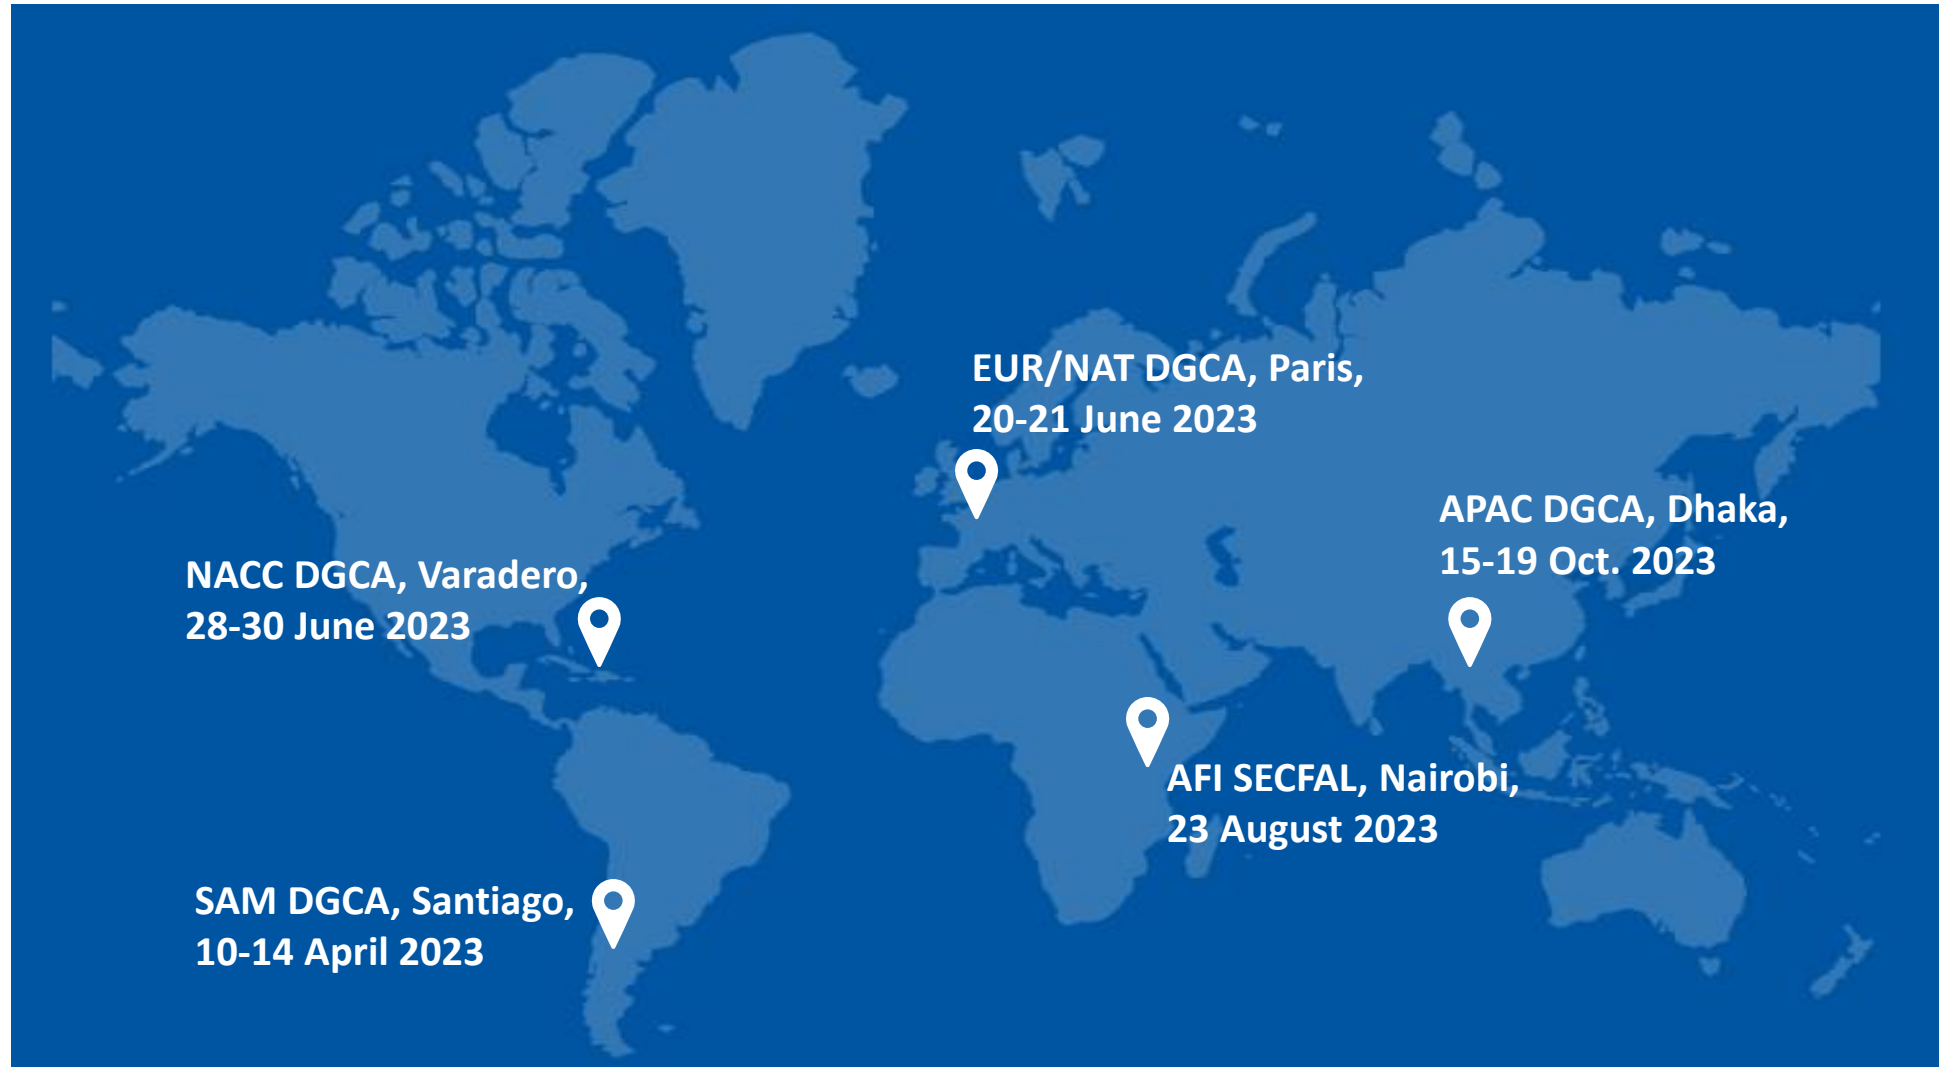 EUR/NAT DGCA, Paris,
20-21 June 2023
APAC DGCA, Dhaka,
15-19 Oct. 2023
NACC DGCA, Varadero,
28-30 June 2023
AFI SECFAL, Nairobi,
23 August 2023
SAM DGCA, Santiago,
10-14 April 2023